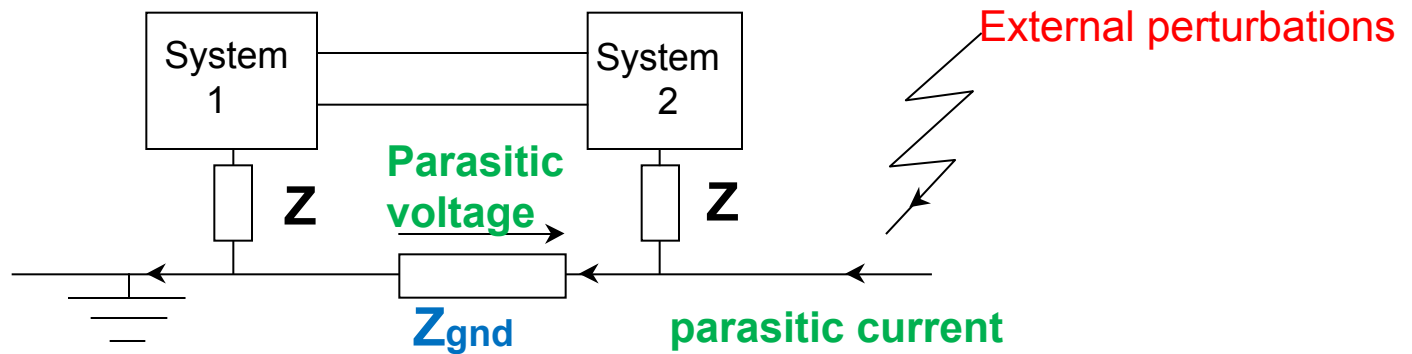 External perturbations
System
1
System
2
Parasitic
voltage
Z
Z
Zgnd
parasitic current